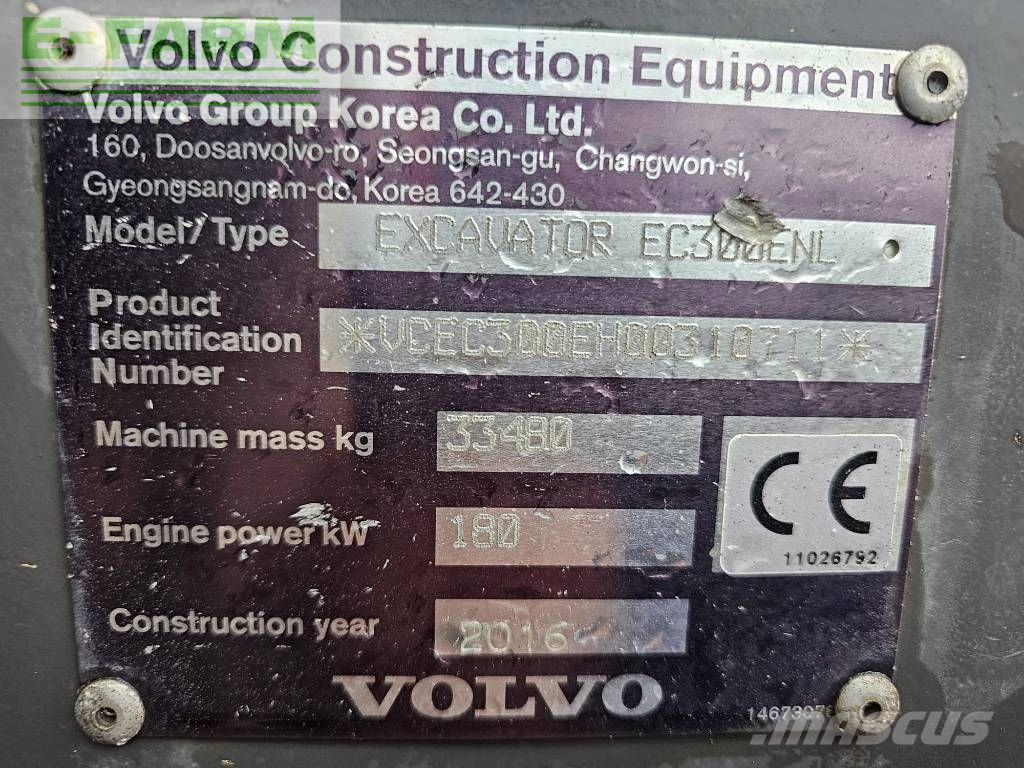 E-FARM
Volvo Construction Equipment
Volvo Group Korea Co. Ltd.
160, Doosanvolvo-ro, Seongsan-gu, Changwon-si,
Gyeongsangnam-do, Korea 642-430
Model/Type EXCAVATOR EC300ENL
Product
Identification *VCEC300EH00310711*
Number
Machine mass kg 33480
CE
Engine power kW 180
11026792
Construction year 2016
VOLVO
MASCUS